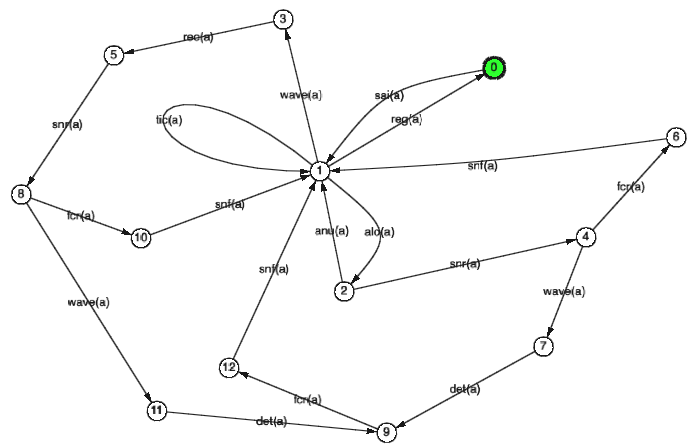 3
rec(a)
5
0
sai(a)
wave(a)
reg(a)
tic(a)
snr(a)
6
snf(a)
1
fcr(a)
8
fcr(a)
snf(a)
anu(a)
alo(a)
10
4
snf(a)
snr(a)
2
wave(a)
wave(a)
7
12
det(a)
fcr(a)
11
det(a)
9